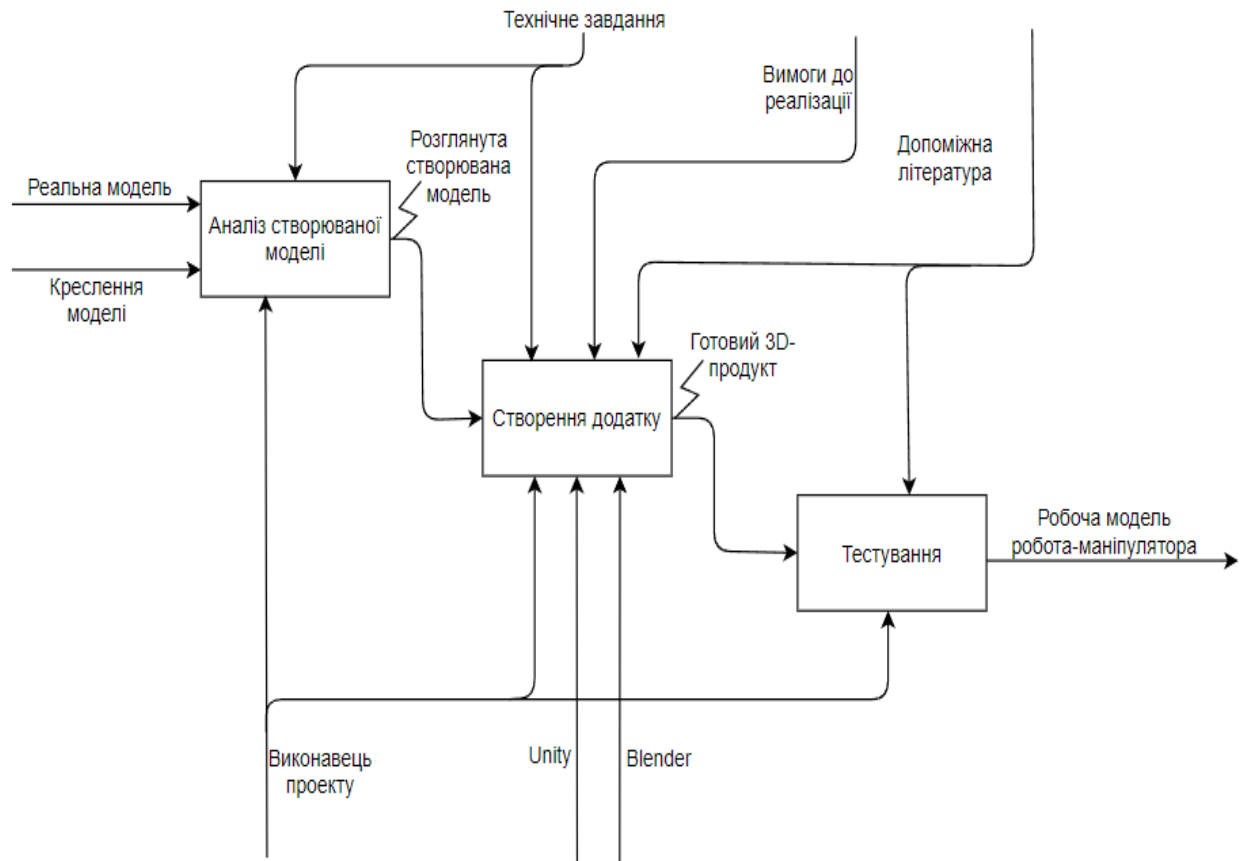 Технічне завдання
Вимоги до
реалізації
Розглянута
створювана
модель
Допоміжна
література
Реальна модель
Аналіз створюваної
моделі
Креслення
моделі
Готовий 3D-
продукт
Створення додатку
Робоча модель
робота-маніпулятора
Тестування
Виконавець
проекту
Unity
Blender